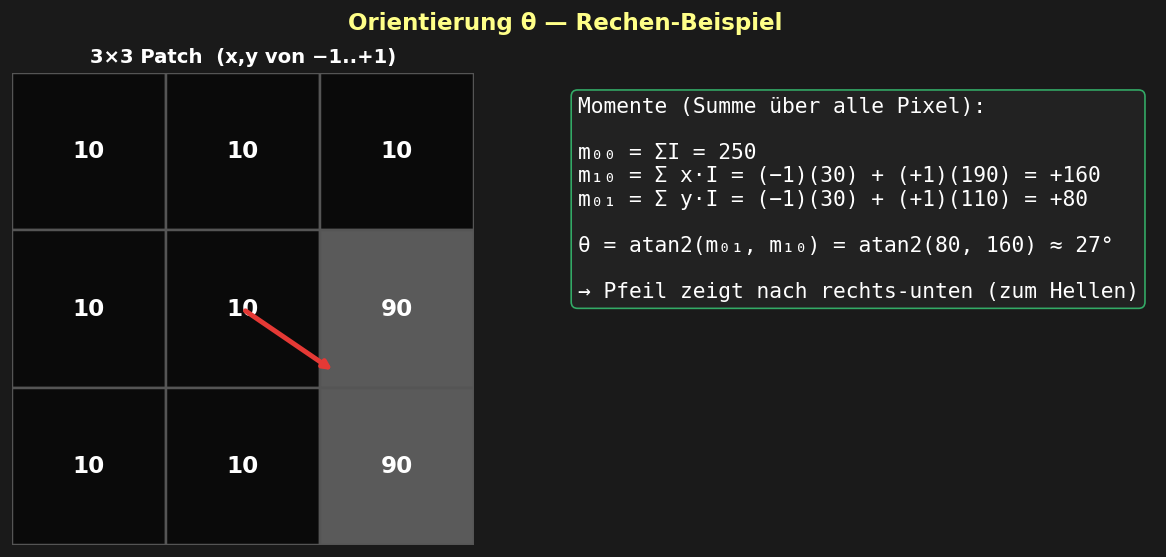 Orientierung θ — Rechen-Beispiel
3×3 Patch  (x,y von −1..+1)
10 10 10
10 10 90
10 10 90
Momente (Summe über alle Pixel):
m₀₀ = ΣI = 250
m₁₀ = Σ x·I = (−1)(30) + (+1)(190) = +160
m₀₁ = Σ y·I = (−1)(30) + (+1)(110) = +80
θ = atan2(m₀₁, m₁₀) = atan2(80, 160) ≈ 27°
→ Pfeil zeigt nach rechts-unten (zum Hellen)